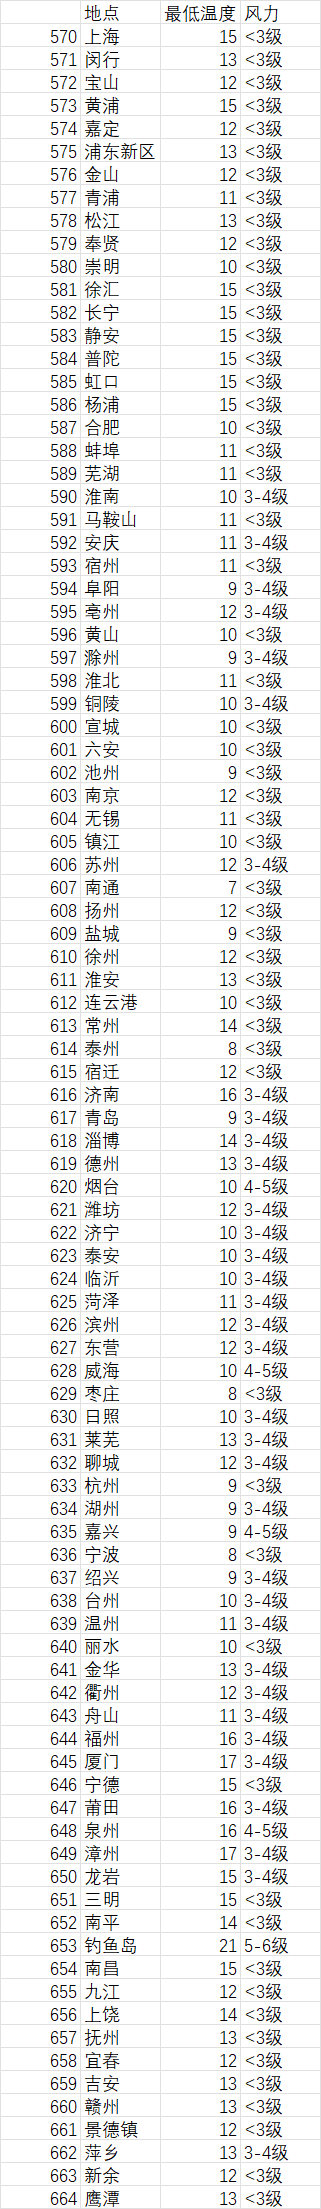 地点 最低温度 风力
570 上海 15 <3级
571 闵行 13 <3级
572 宝山 12 <3级
573 黄浦 15 <3级
574 嘉定 12 <3级
575 浦东新区 13 <3级
576 金山 12 <3级
577 青浦 11 <3级
578 松江 13 <3级
579 奉贤 12 <3级
580 崇明 10 <3级
581 徐汇 15 <3级
582 长宁 15 <3级
583 静安 15 <3级
584 普陀 15 <3级
585 虹口 15 <3级
586 杨浦 15 <3级
587 合肥 10 <3级
588 蚌埠 11 <3级
589 芜湖 11 <3级
590 淮南 10 3-4级
591 马鞍山 11 <3级
592 安庆 11 3-4级
593 宿州 11 <3级
594 阜阳 9 3-4级
595 亳州 12 3-4级
596 黄山 10 <3级
597 滁州 9 3-4级
598 淮北 11 <3级
599 铜陵 10 3-4级
600 宣城 10 <3级
601 六安 10 <3级
602 池州 9 <3级
603 南京 12 <3级
604 无锡 11 <3级
605 镇江 10 <3级
606 苏州 12 3-4级
607 南通 7 <3级
608 扬州 12 <3级
609 盐城 9 <3级
610 徐州 12 <3级
611 淮安 13 <3级
612 连云港 10 <3级
613 常州 14 <3级
614 泰州 8 <3级
615 宿迁 12 <3级
616 济南 16 3-4级
617 青岛 9 3-4级
618 淄博 14 3-4级
619 德州 13 3-4级
620 烟台 10 4-5级
621 潍坊 12 3-4级
622 济宁 10 3-4级
623 泰安 10 3-4级
624 临沂 10 3-4级
625 菏泽 11 3-4级
626 滨州 12 3-4级
627 东营 12 3-4级
628 威海 10 4-5级
629 枣庄 8 <3级
630 日照 10 3-4级
631 莱芜 13 3-4级
632 聊城 12 3-4级
633 杭州 9 <3级
634 湖州 9 3-4级
635 嘉兴 9 4-5级
636 宁波 8 <3级
637 绍兴 9 3-4级
638 台州 10 3-4级
639 温州 11 3-4级
640 丽水 10 <3级
641 金华 13 3-4级
642 衢州 12 3-4级
643 舟山 11 3-4级
644 福州 16 3-4级
645 厦门 17 3-4级
646 宁德 15 <3级
647 莆田 16 3-4级
648 泉州 16 4-5级
649 漳州 17 3-4级
650 龙岩 15 3-4级
651 三明 15 <3级
652 南平 14 <3级
653 钓鱼岛 21 5-6级
654 南昌 15 <3级
655 九江 12 <3级
656 上饶 14 <3级
657 抚州 13 <3级
658 宜春 12 <3级
659 吉安 13 <3级
660 赣州 13 <3级
661 景德镇 12 <3级
662 萍乡 13 3-4级
663 新余 12 <3级
664 鹰潭 13 <3级